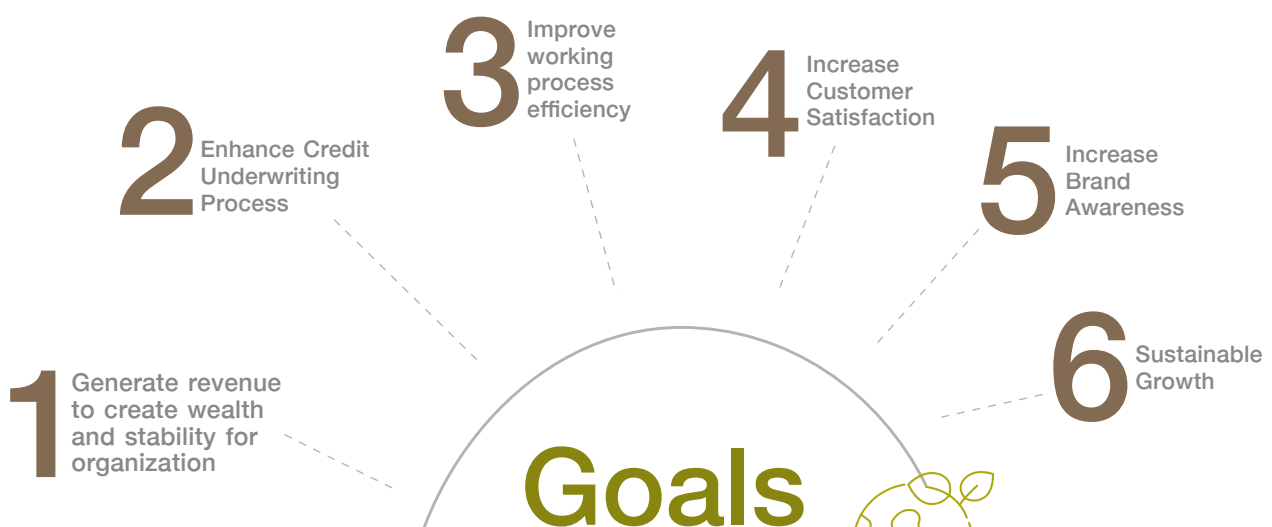 1
Generate revenue
to create wealth
and stability for
organization
2
Enhance Credit
Underwriting
Process
3
Improve
working
process
efficiency
4
Increase
Customer
Satisfaction
5
Increase
Brand
Awareness
6
Sustainable
Growth
Goals